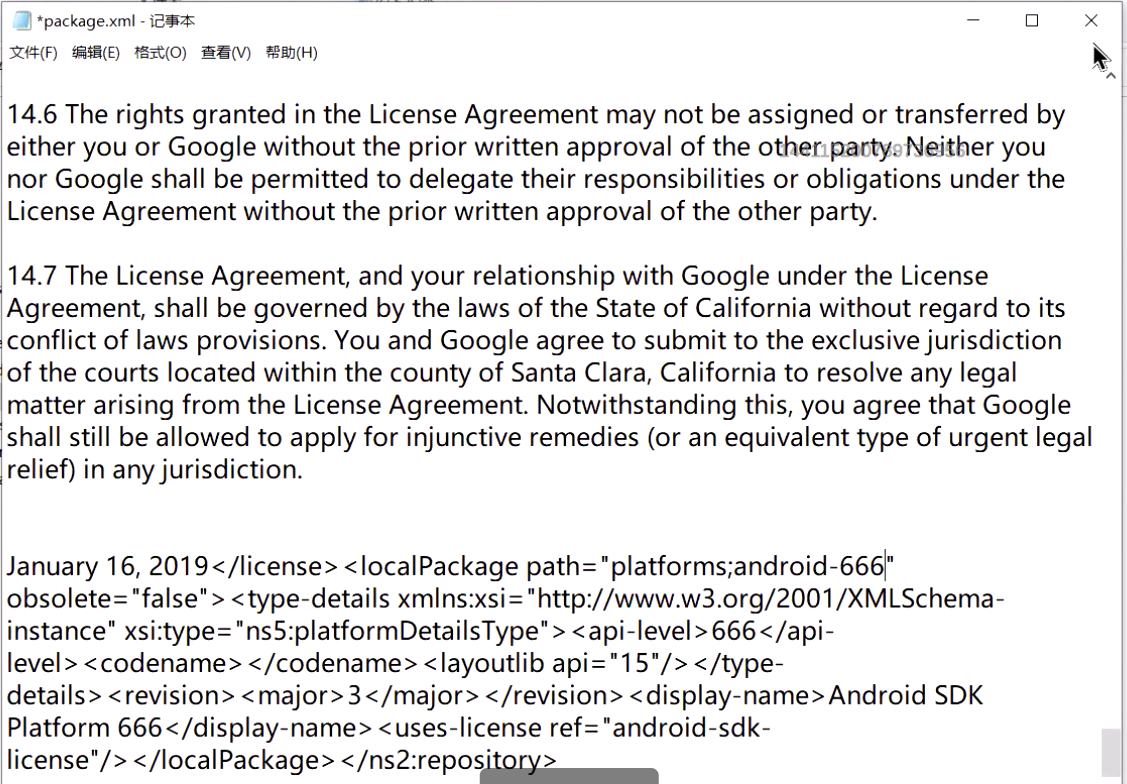 *package.xml - 记事本
文件(F) 编辑(E) 格式(O) 查看(V) 帮助(H)
14.6 The rights granted in the License Agreement may not be assigned or transferred by
either you or Google without the prior written approval of the other party. Neither you
nor Google shall be permitted to delegate their responsibilities or obligations under the
License Agreement without the prior written approval of the other party.
14.7 The License Agreement, and your relationship with Google under the License
Agreement, shall be governed by the laws of the State of California without regard to its
conflict of laws provisions. You and Google agree to submit to the exclusive jurisdiction
of the courts located within the county of Santa Clara, California to resolve any legal
matter arising from the License Agreement. Notwithstanding this, you agree that Google
shall still be allowed to apply for injunctive remedies (or an equivalent type of urgent legal
relief) in any jurisdiction.
January 16, 2019</license><localPackage path="platforms;android-666"
obsolete="false"><type-details xmlns:xsi="http://www.w3.org/2001/XMLSchema-
instance" xsi:type="ns5:platformDetailsType"><api-level>666</api-
level><codename></codename><layoutlib api="15"/></type-
details><revision><major>3</major></revision><display-name>Android SDK
Platform 666</display-name><uses-license ref="android-sdk-
license"/></localPackage></ns2:repository>